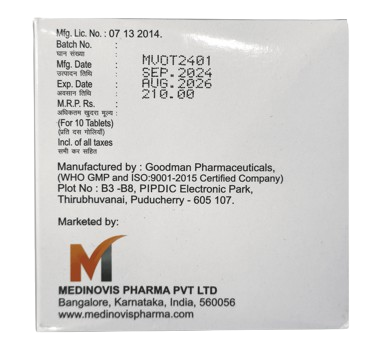 Mfg. Lic. No. : 07 13 2014.
Batch No. :
घान संख्या
Mfg. Date : MVOT2401
उत्पादन तिथि SEP.2024
Exp. Date : AUG.2026
अवसान तिथि 210.00
M.R.P. Rs. :
अधिकतम खुदरा मूल्य :
(For 10 Tablets)
(प्रति दस गोलियाँ)
Incl. of all taxes
सभी कर सहित
Manufactured by : Goodman Pharmaceuticals,
(WHO GMP and ISO:9001-2015 Certified Company)
Plot No : B3 -B8, PIPDIC Electronic Park,
Thirubhuvanai, Puducherry - 605 107.
Marketed by:
MEDINOVIS PHARMA PVT LTD
Bangalore, Karnataka, India, 560056
www.medinovispharma.com